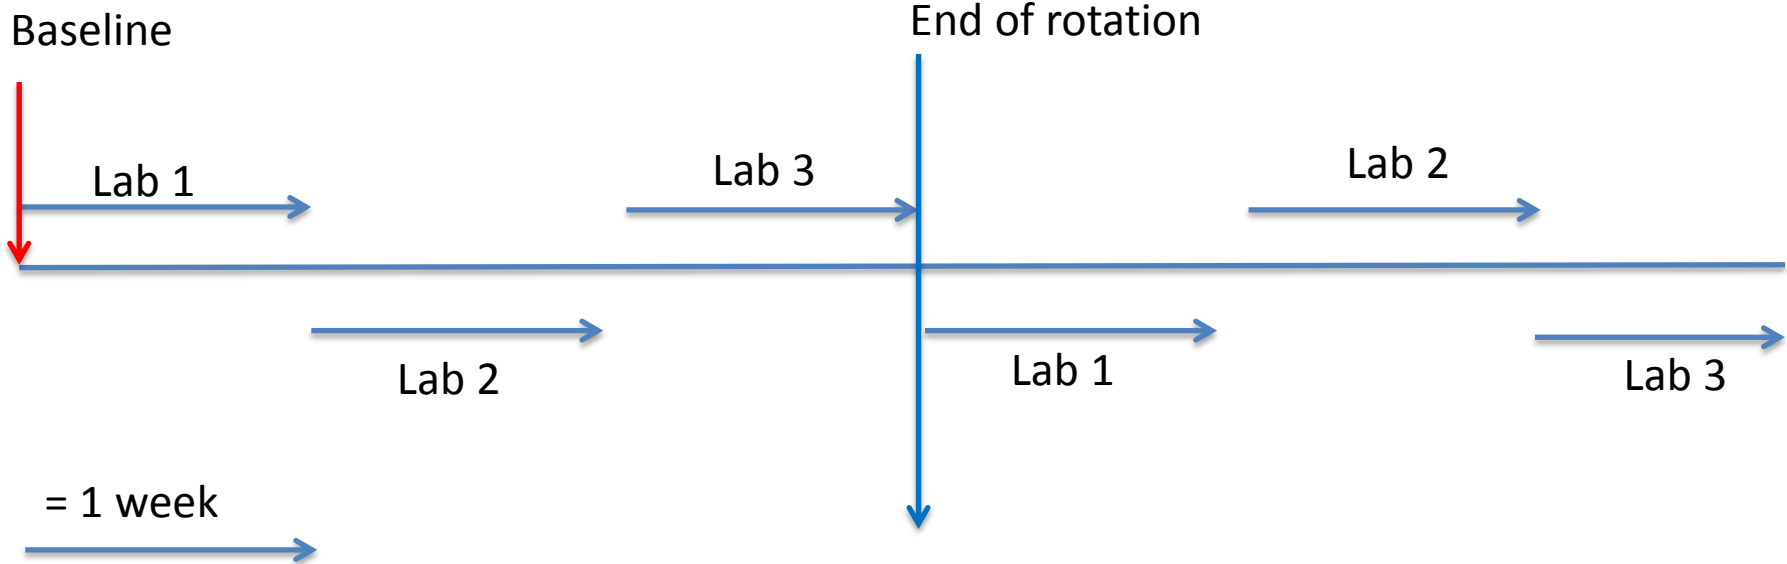 Baseline
End of rotation
Lab 1
Lab 3
Lab 2
Lab 2
Lab 1
Lab 3
= 1 week